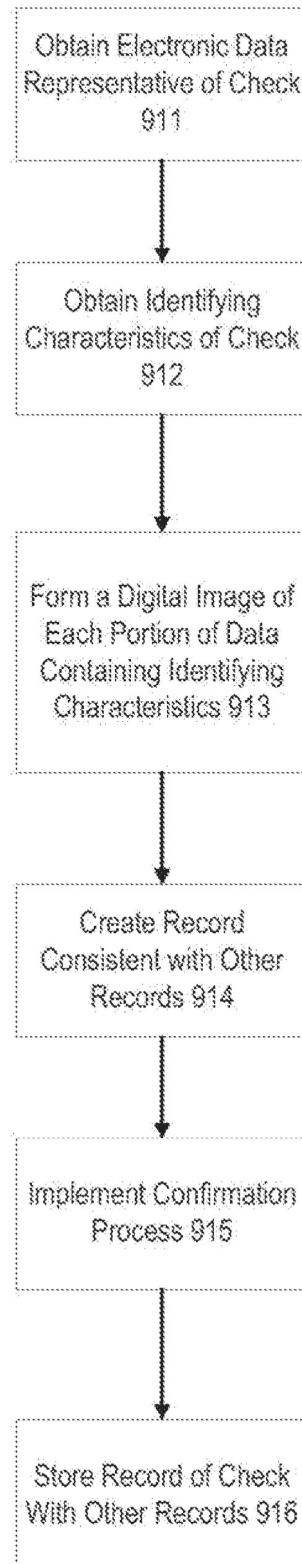 Obtain Electronic Data
Representative of Check
911
Obtain Identifying
Characteristics of Check
912
Form a Digital Image of
Each Portion of Data
Containing Identifying
Characteristics 913
Create Record
Consistent with Other
Records 914
Implement Confirmation
Process 915
Store Record of Check
With Other Records 916